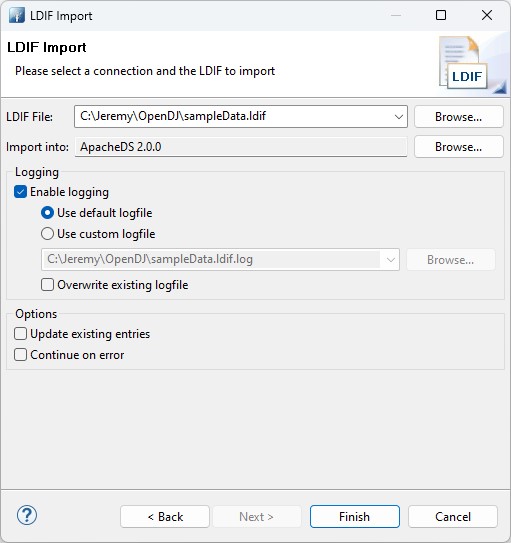 LDIF Import
LDIF Import
Please select a connection and the LDIF to import
LDIF
LDIF File:
C:\Jeremy\OpenDJ\sampleData.ldif
Browse...
Import into:
ApacheDS 2.0.0
Browse...
Logging
Enable logging
Use default logfile
Use custom logfile
C:\Jeremy\OpenDJ\sampleData.ldif.log
Browse...
Overwrite existing logfile
Options
Update existing entries
Continue on error
?
< Back
Next >
Finish
Cancel